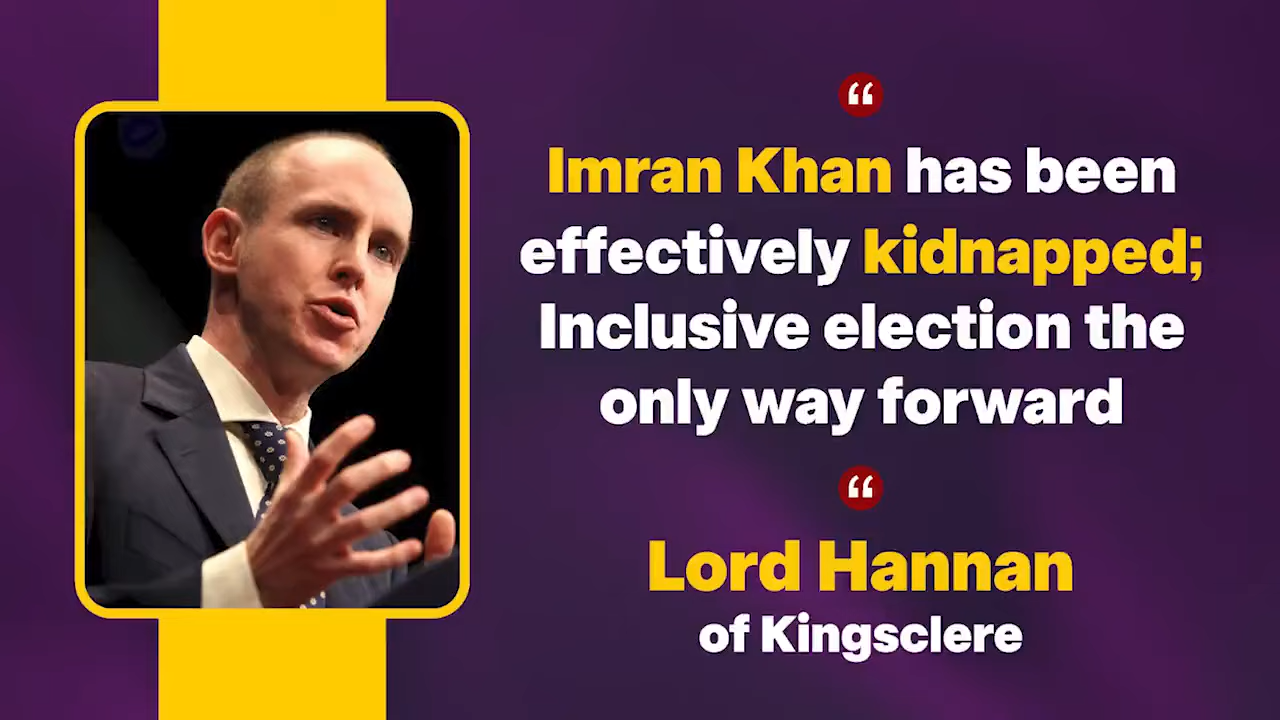 “
Imran Khan has been
effectively kidnapped;
Inclusive election the
only way forward
“
Lord Hannan
of Kingsclere